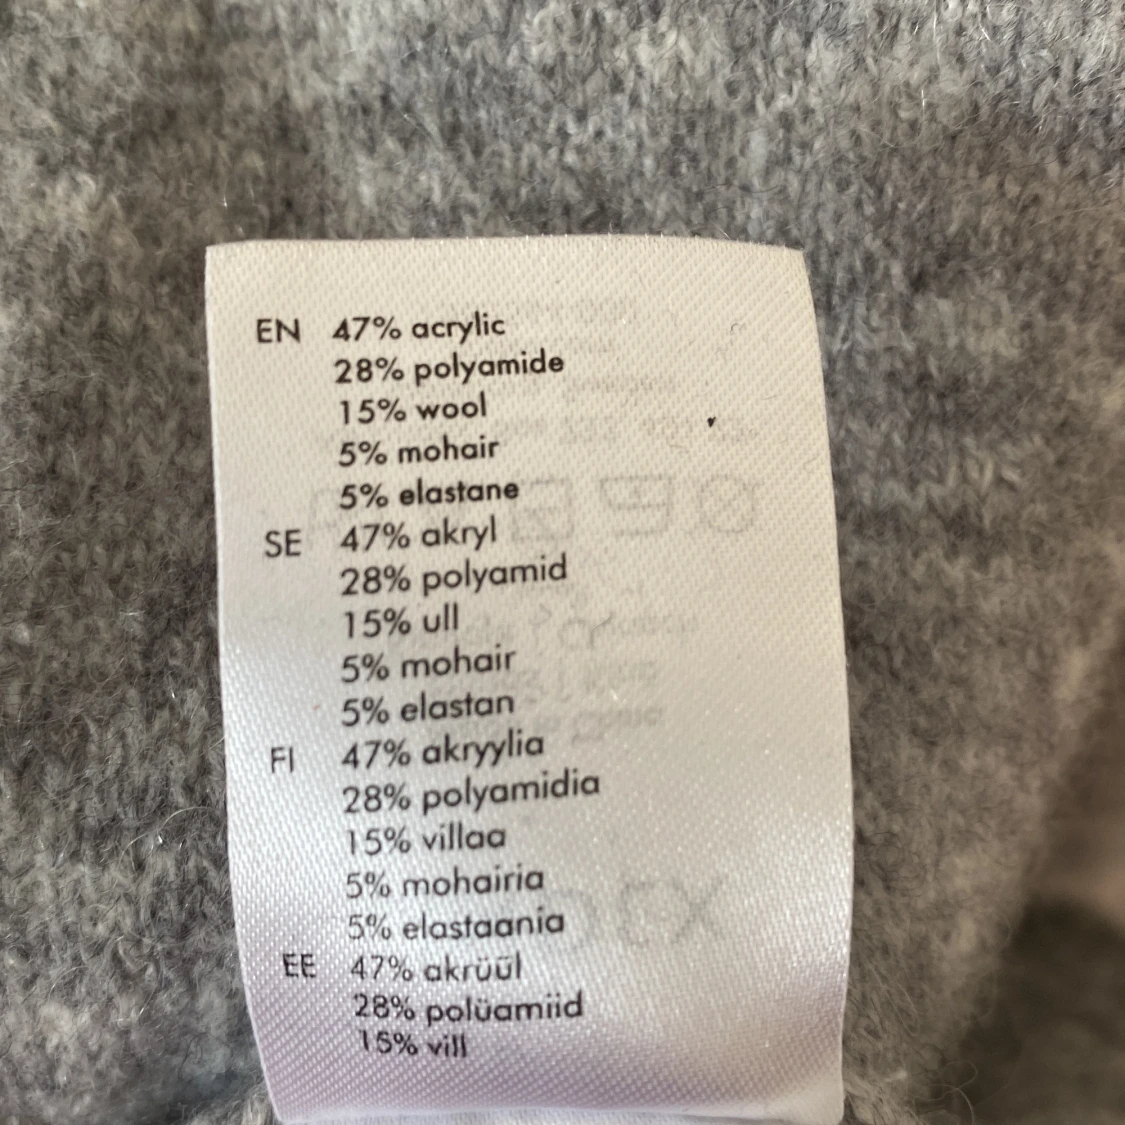 EN 47% acrylic
28% polyamide
15% wool
5% mohair
5% elastane
SE 47% akryl
28% polyamid
15% ull
5% mohair
5% elastan
FI 47% akryylia
28% polyamidia
15% villaa
5% mohairia
5% elastaania
EE 47% akrüül
28% polüamiid
15% vill